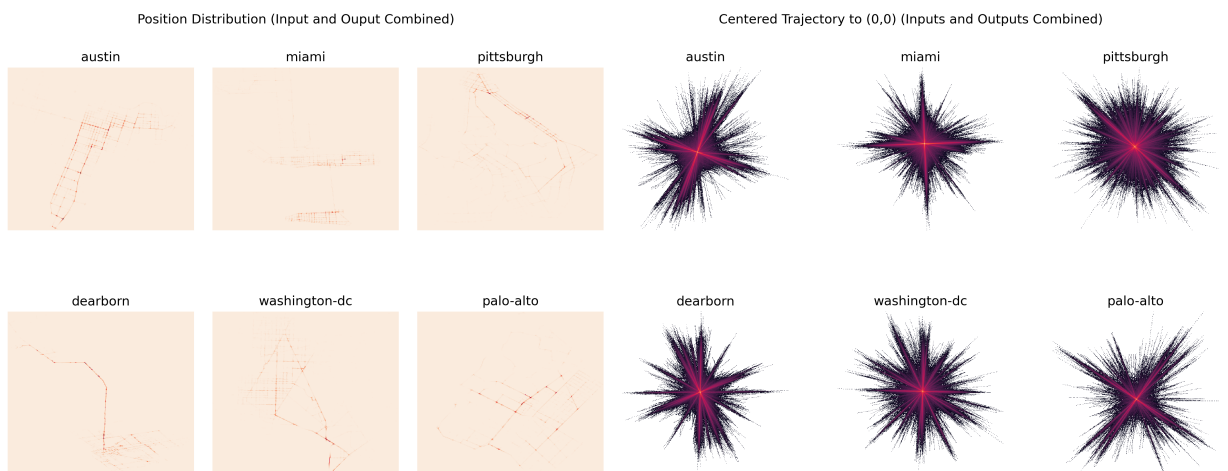 Position Distribution (Input and Ouput Combined)
austin
miami
pittsburgh
dearborn
washington-dc
palo-alto
Centered Trajectory to (0,0) (Inputs and Outputs Combined)
austin
miami
pittsburgh
dearborn
washington-dc
palo-alto